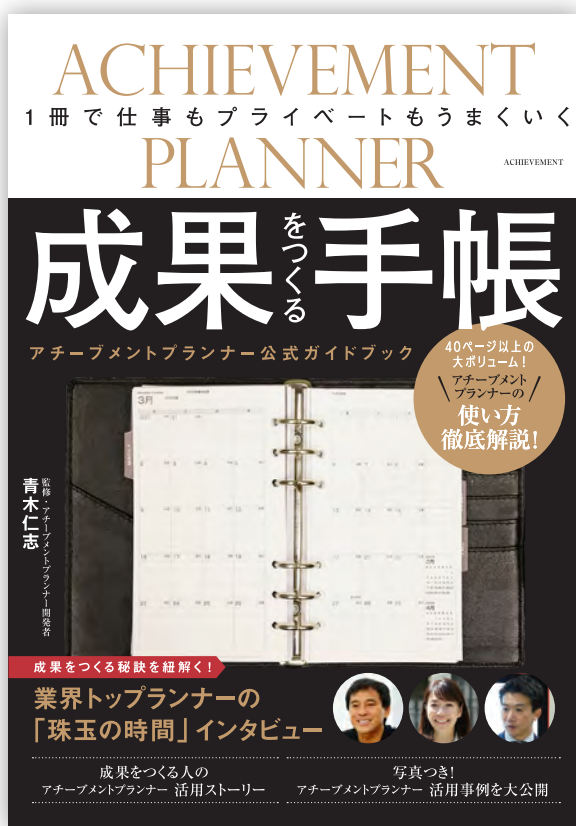 ACHIEVEMENT
1冊で仕事もプライベートもうまくいく
PLANNER
ACHIEVEMENT
成果をつくる手帳
アチーブメントプランナー公式ガイドブック
40ページ以上の
大ボリューム!
アチーブメント
プランナーの
使い方
徹底解説!
3月
監修・アチーブメントプランナー開発者
青木仁志
成果をつくる秘訣を紐解く!
業界トップランナーの
「珠玉の時間」インタビュー
成果をつくる人の
アチーブメントプランナー 活用ストーリー
写真つき!
アチーブメントプランナー 活用事例を大公開